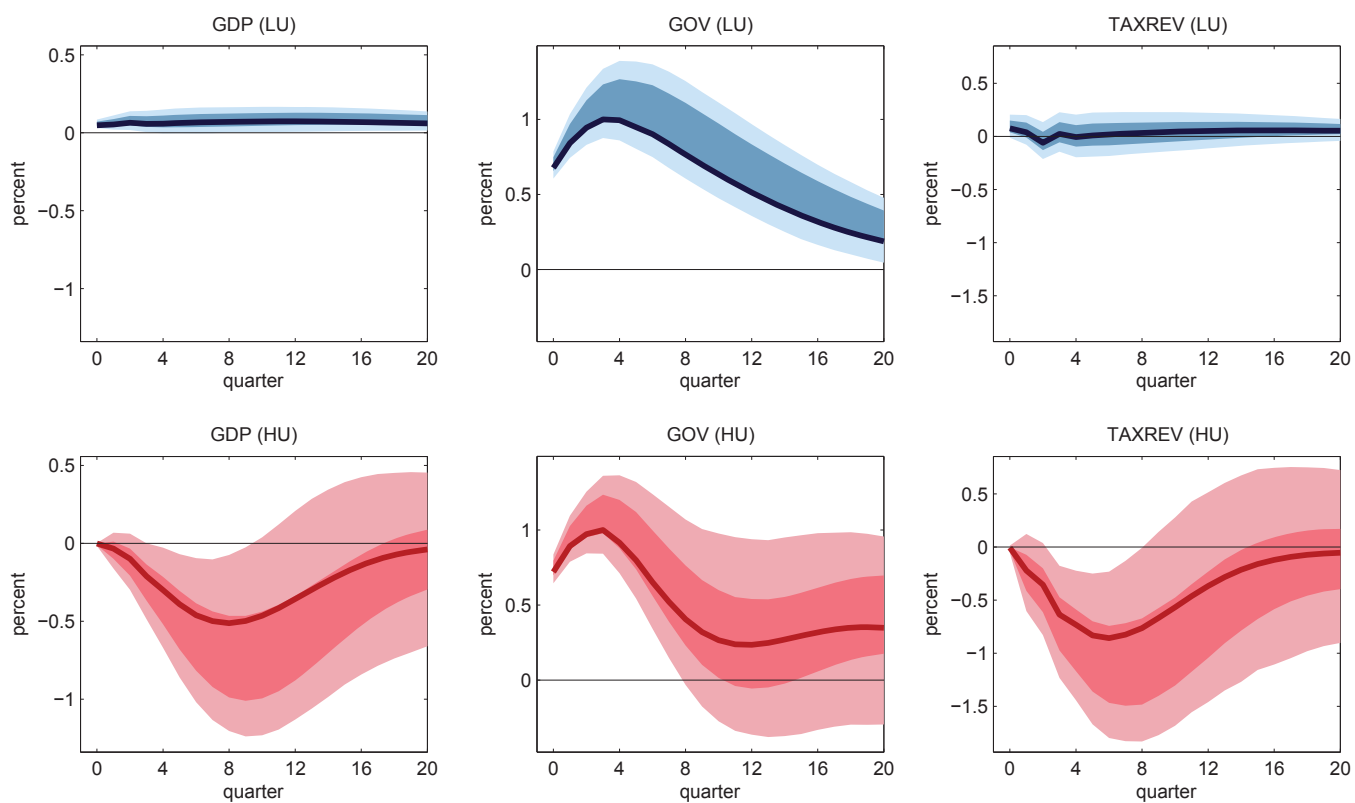 GDP (LU)
0.5
0
−0.5
−1
percent
0 4 8 12 16 20
quarter
GOV (LU)
1
0.5
0
percent
0 4 8 12 16 20
quarter
TAXREV (LU)
0.5
0
−0.5
−1
−1.5
percent
0 4 8 12 16 20
quarter
GDP (HU)
0.5
0
−0.5
−1
percent
0 4 8 12 16 20
quarter
GOV (HU)
1
0.5
0
percent
0 4 8 12 16 20
quarter
TAXREV (HU)
0.5
0
−0.5
−1
−1.5
percent
0 4 8 12 16 20
quarter